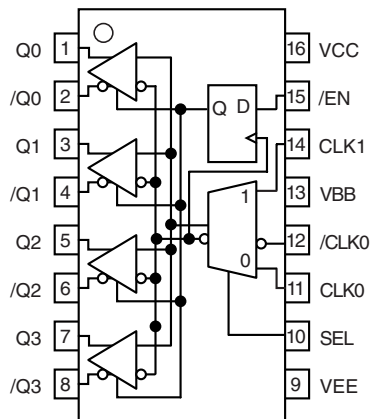 Q0 1
/Q0 2
Q1 3
/Q1 4
Q2 5
/Q2 6
Q3 7
/Q3 8
16 VCC
15 /EN
14 CLK1
13 VBB
12 /CLK0
11 CLK0
10 SEL
9 VEE
Q D
1
0